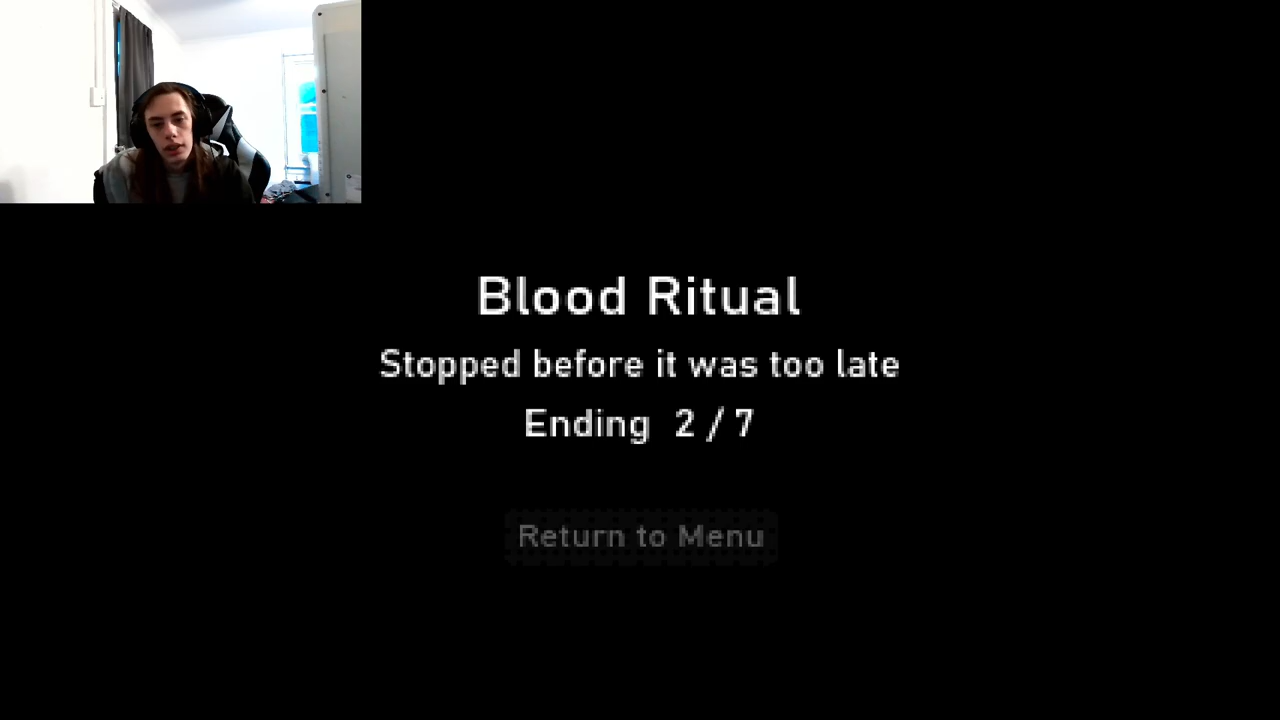 Blood Ritual
Stopped before it was too late
Ending 2 / 7
Return to Menu